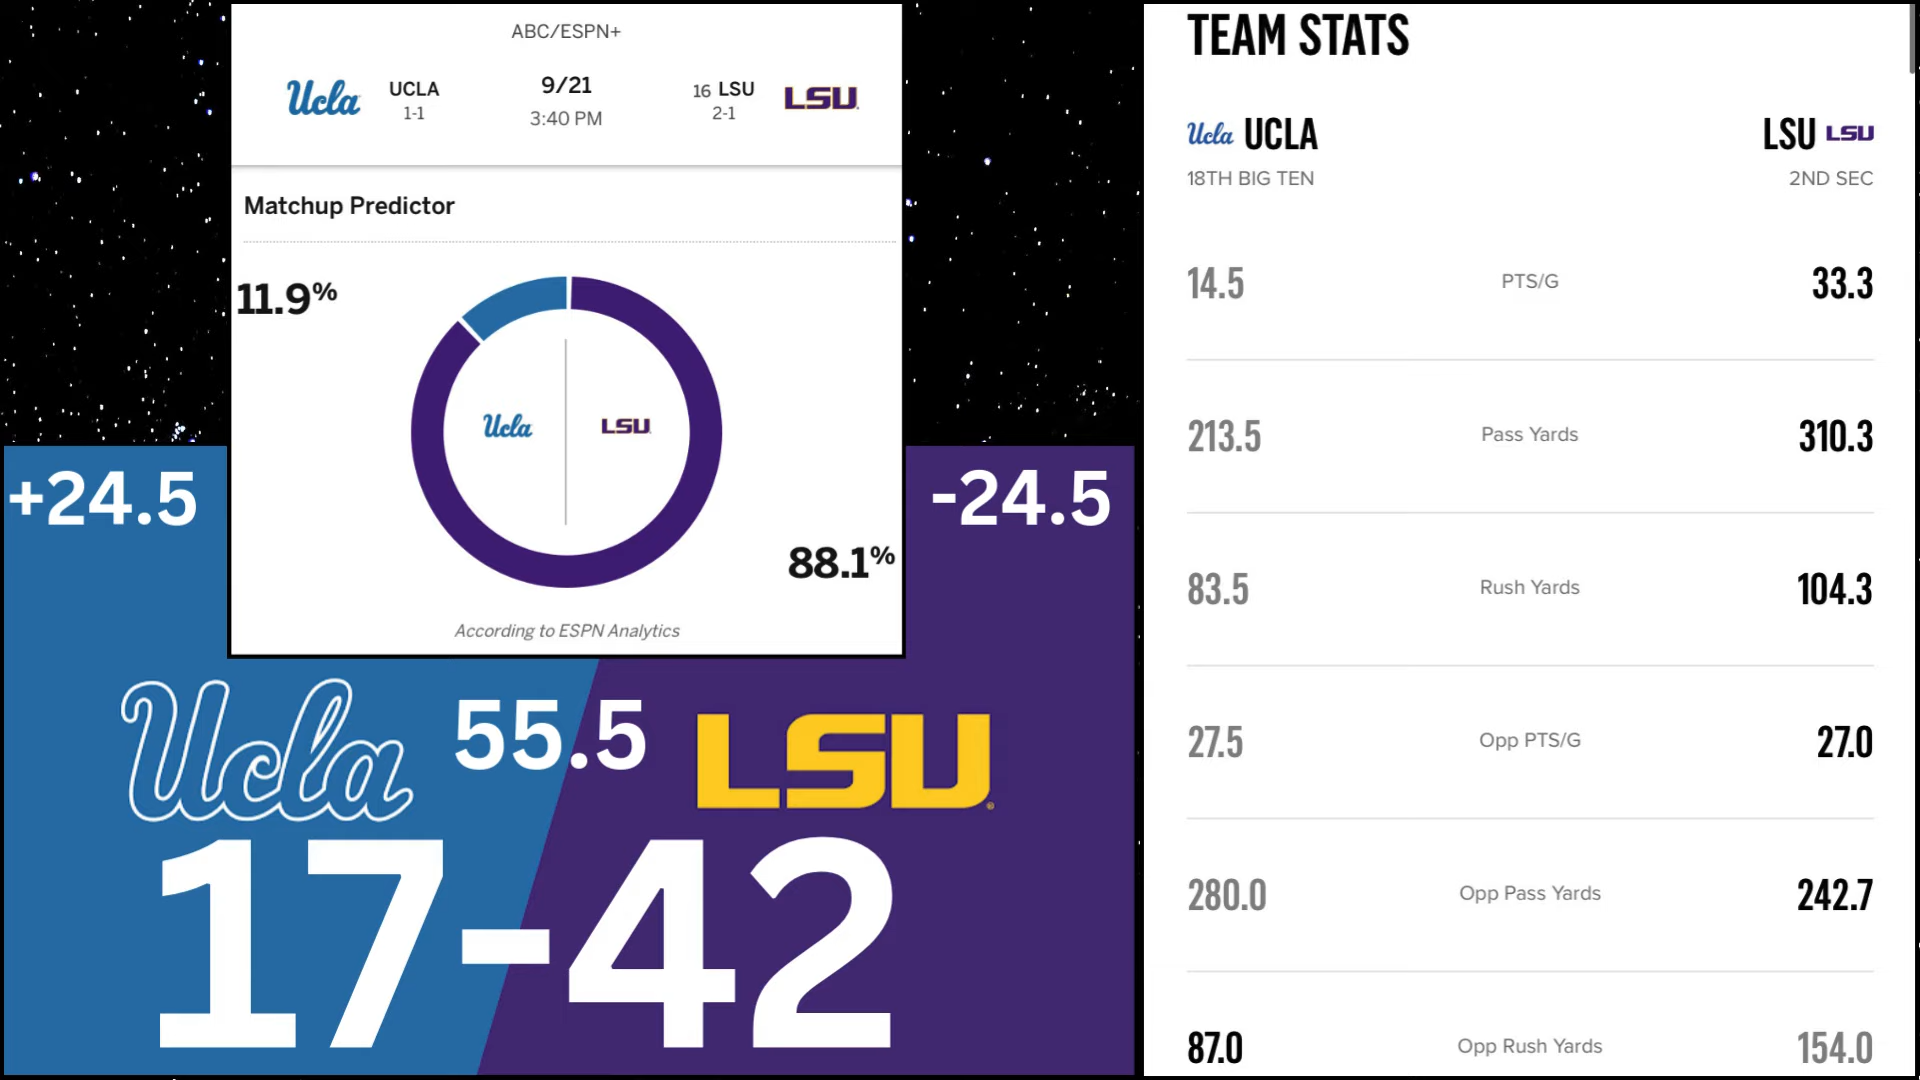 ABC/ESPN+
Ucla UCLA 9/21 16 LSU LSU
1-1 3:40 PM 2-1
Matchup Predictor
11.9%
Ucla LSU
88.1%
According to ESPN Analytics
+24.5 -24.5
Ucla 55.5 LSU
17-42
TEAM STATS
Ucla UCLA LSU LSU
18TH BIG TEN 2ND SEC
14.5 PTS/G 33.3
213.5 Pass Yards 310.3
83.5 Rush Yards 104.3
27.5 Opp PTS/G 27.0
280.0 Opp Pass Yards 242.7
87.0 Opp Rush Yards 154.0